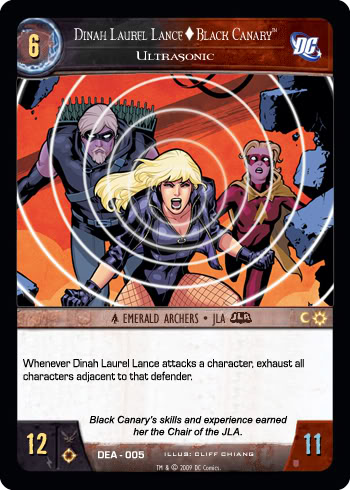 6
DINAH LAUREL LANCE♦BLACK CANARY™
ULTRASONIC
DC
EMERALD ARCHERS • JLA JLA
C
Whenever Dinah Laurel Lance attacks a character, exhaust all
characters adjacent to that defender.
Black Canary's skills and experience earned
her the Chair of the JLA.
12
DEA - 005
ILLUS: CLIFF CHIANG
11
TM & © 2009 DC Comics.